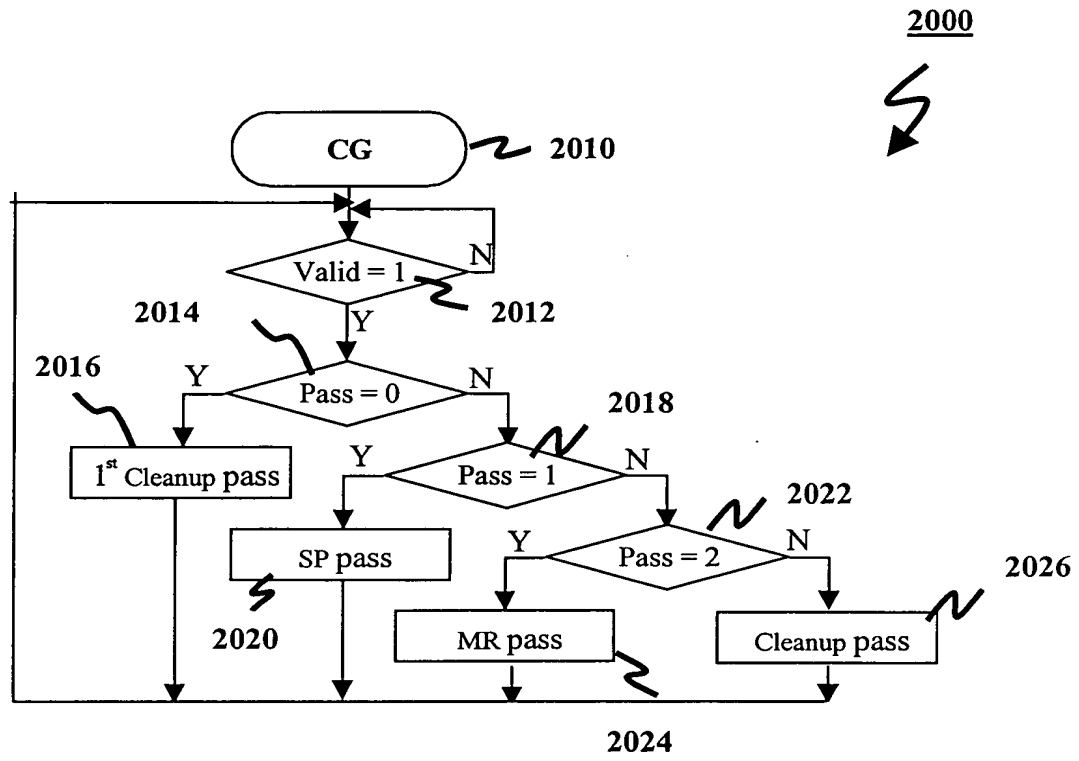 2000
CG
2010
N
Valid = 1
2012
2014
Y
2016
Y
Pass = 0
N
2018
1st Cleanup pass
Y
Pass = 1
N
2022
SP pass
Y
Pass = 2
N
2026
2020
MR pass
Cleanup pass
2024